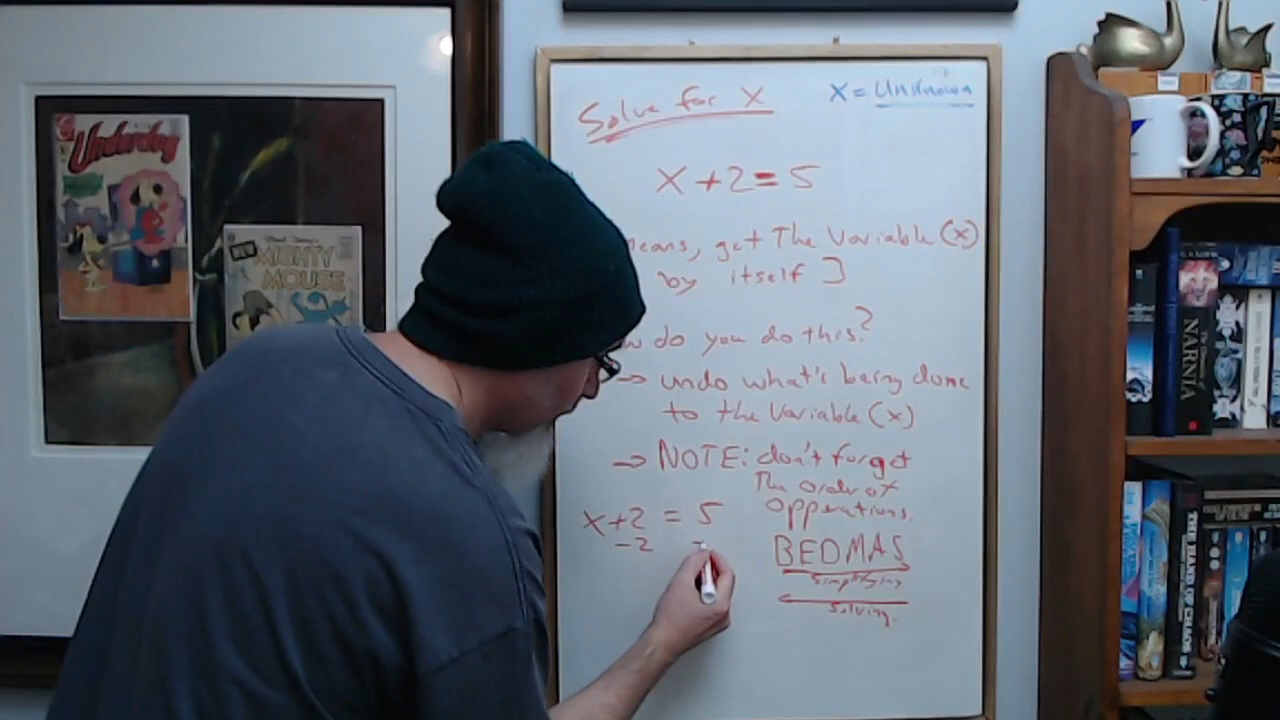 Solve for X
X = Unknown
X + 2 = 5
means, get The Variable (x)
by itself ]
do you do this?
→ undo what's being done
to the Variable (x)
→ NOTE: don't forget
The order of
opperations.
x + 2 = 5
- 2 -
BEDMAS
Simplifying
Solving.
Underdog
NEW
MIGHTY
MOUSE
NARNIA